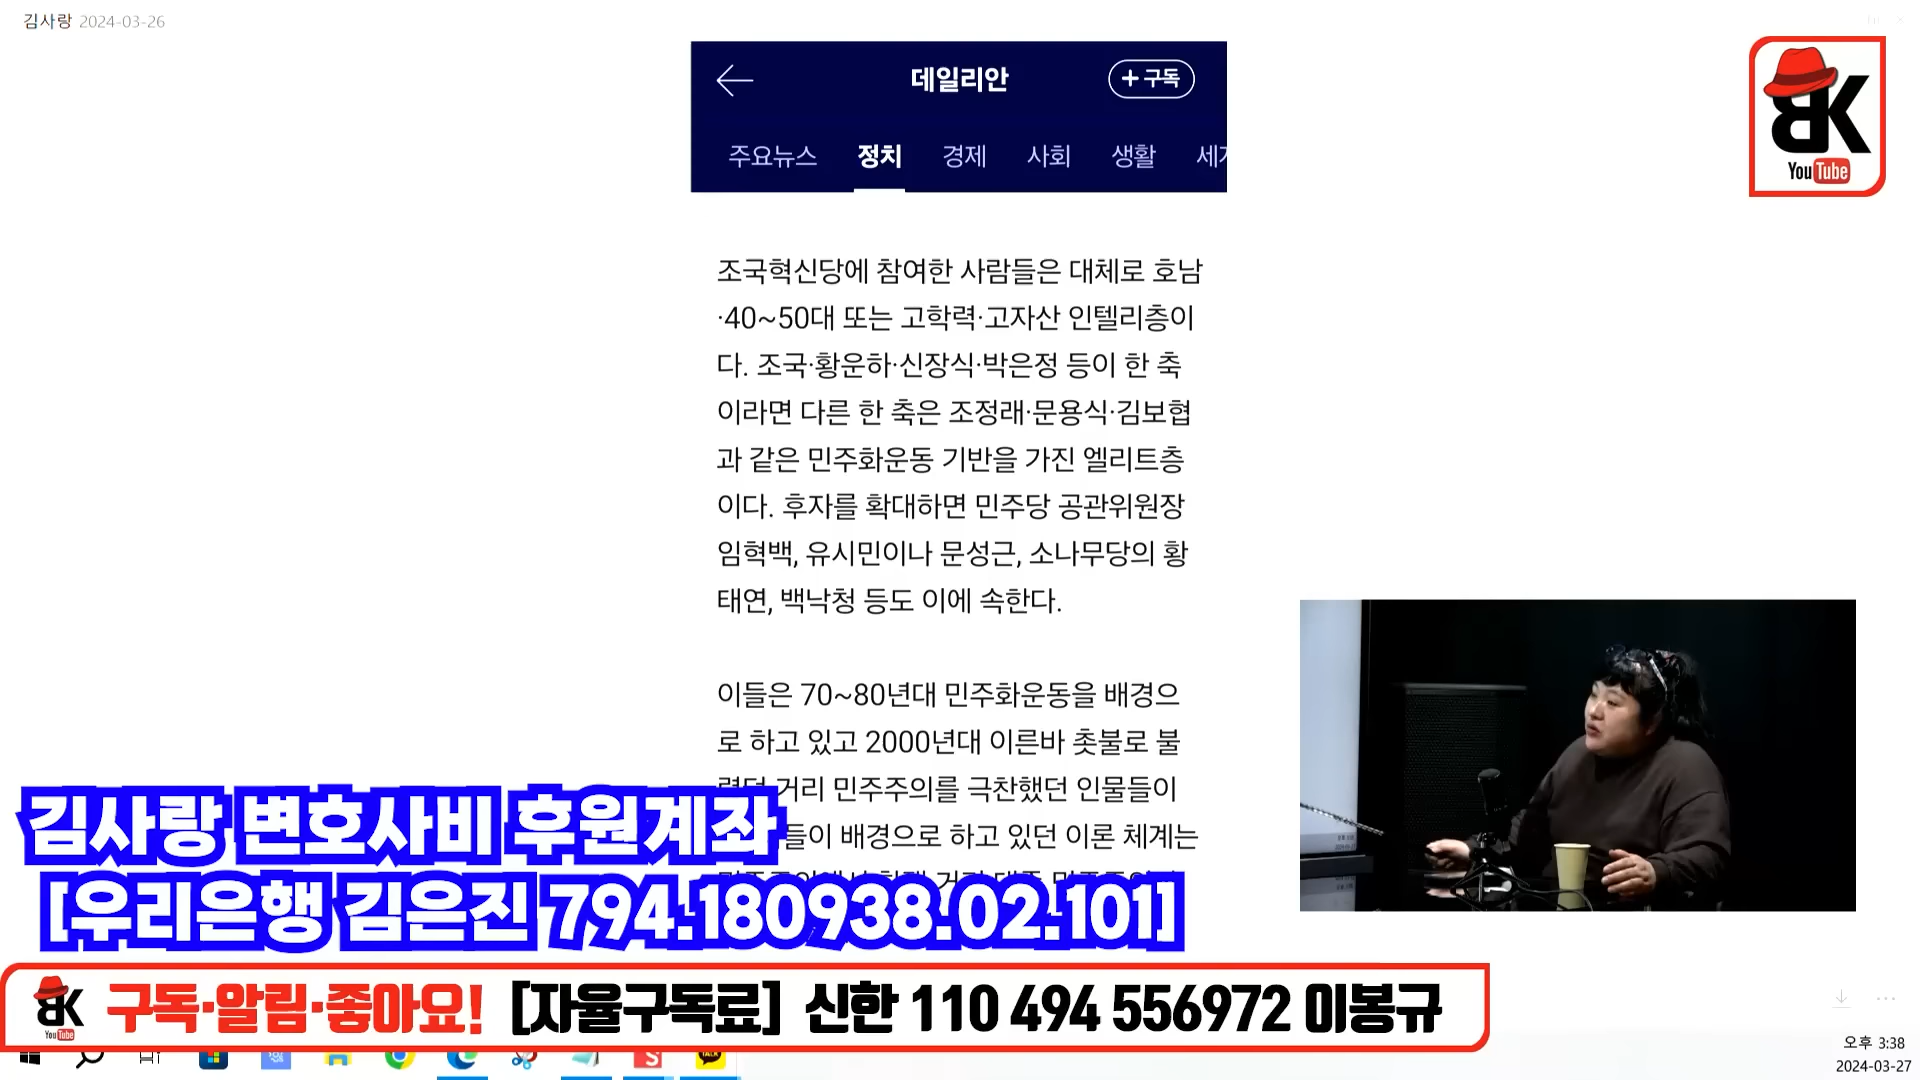 김사랑 2024-03-26
데일리안
+ 구독
주요뉴스 정치 경제 사회 생활
BK
YouTube
조국혁신당에 참여한 사람들은 대체로 호남
·40~50대 또는 고학력·고자산 인텔리층이
다. 조국·황운하·신장식·박은정 등이 한 축
이라면 다른 한 축은 조정래·문용식·김보협
과 같은 민주화운동 기반을 가진 엘리트층
이다. 후자를 확대하면 민주당 공관위원장
임혁백, 유시민이나 문성근, 소나무당의 황
태연, 백낙청 등도 이에 속한다.
이들은 70~80년대 민주화운동을 배경으
로 하고 있고 2000년대 이른바 촛불로 불
거리 민주주의를 극찬했던 인물들이
배경으로 하고 있던 이론 체계는
김사랑 변호사비 후원계좌
[우리은행 김은진 794.180938.02.101]
BK
YouTube
구독·알림·좋아요! [자율구독료] 신한 110 494 556972 이봉규
오후 3:38
2024-03-27